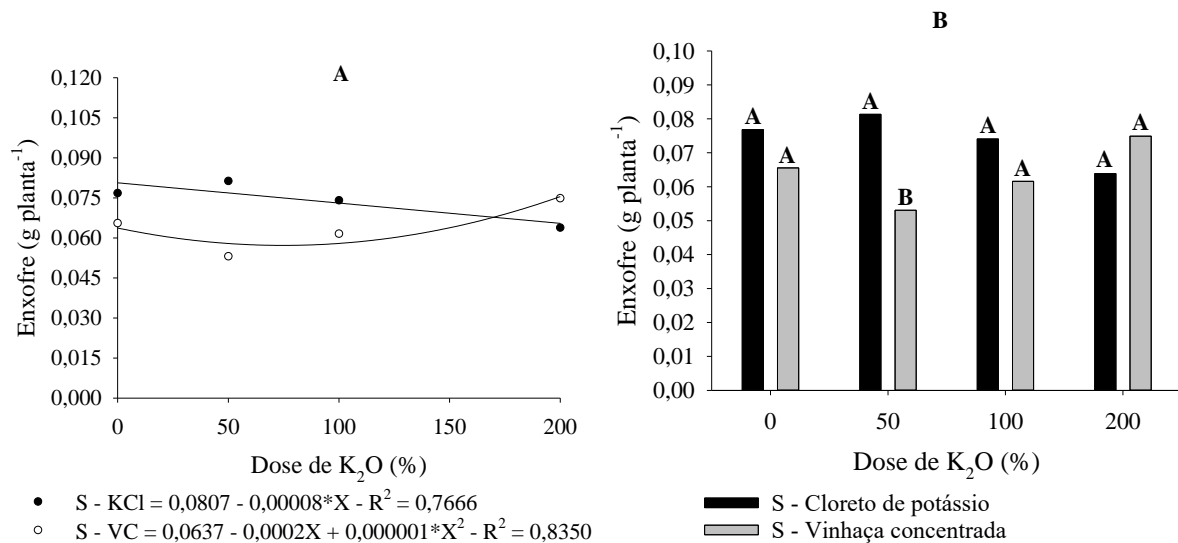 A
0,120
0,105
0,090
0,075
0,060
0,045
0,030
0,015
0,000
Enxofre (g planta⁻¹)
0 50 100 150 200
Dose de K₂O (%)
● S - KCl = 0,0807 - 0,00008*X - R² = 0,7666
○ S - VC = 0,0637 - 0,0002X + 0,000001*X² - R² = 0,8350
B
0,10
0,09
0,08
0,07
0,06
0,05
0,04
0,03
0,02
0,01
0,00
Enxofre (g planta⁻¹)
A A A B A A A A
0 50 100 200
Dose de K₂O (%)
S - Cloreto de potássio
S - Vinhaça concentrada